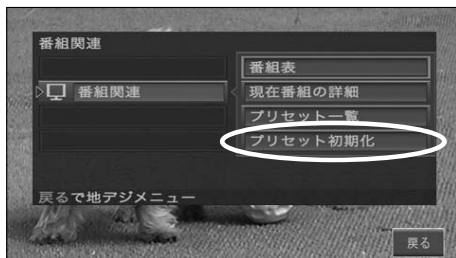 番組関連
番組表
番組関連
現在番組の詳細
プリセット一覧
プリセット初期化
戻るで地デジメニュー
戻る